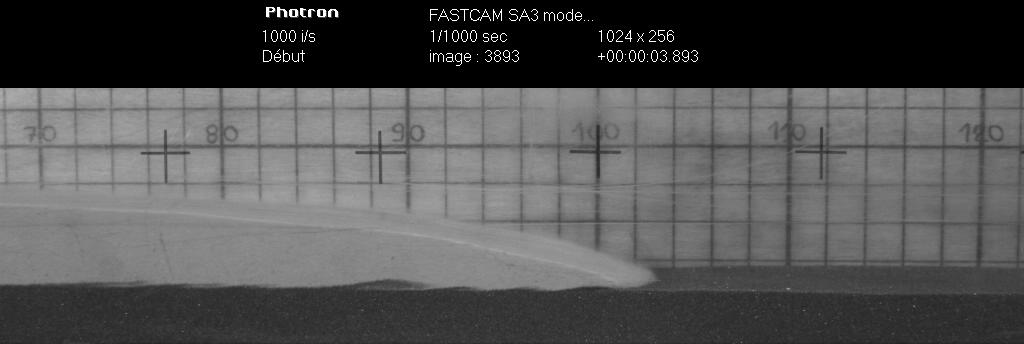 Photron FASTCAM SA3 mode...
1000 i/s 1/1000 sec 1024 x 256
Début image : 3893 +00:00:03.893
70 80 90 100 110 120